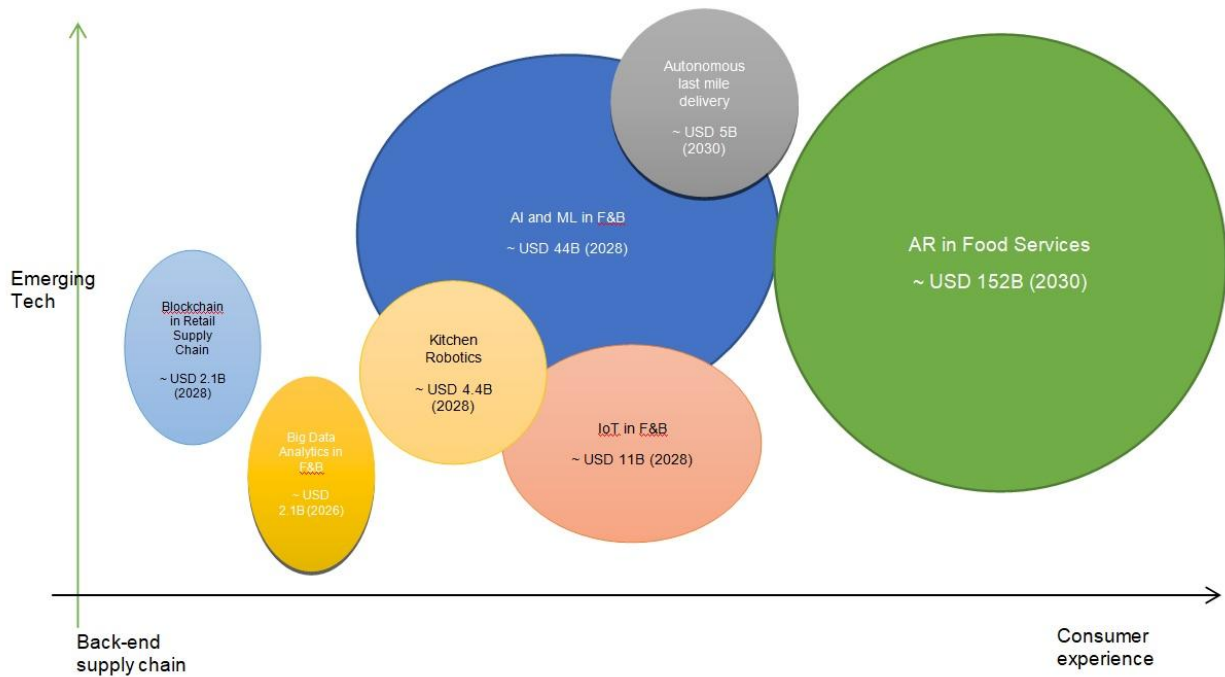 Autonomous
last mile
delivery
~ USD 5B
(2030)
AI and ML in F&B
~ USD 44B (2028)
AR in Food Services
~ USD 152B (2030)
Emerging
Tech
Blockchain
in Retail
Supply
Chain
~ USD 2.1B
(2028)
Kitchen
Robotics
~ USD 4.4B
(2028)
Big Data
Analytics in
F&B
~ USD
2.1B (2026)
IoT in F&B
~ USD 11B (2028)
Back-end
supply chain
Consumer
experience